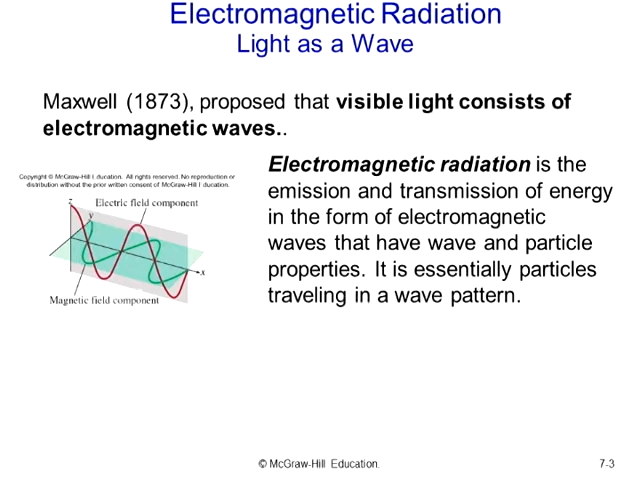 Electromagnetic Radiation
Light as a Wave
Maxwell (1873), proposed that visible light consists of
electromagnetic waves..
Copyright © McGraw-Hill Education. All rights reserved. No reproduction or
distribution without the prior written consent of McGraw-Hill Education.
z
Electric field component
y
x
Magnetic field component
Electromagnetic radiation is the
emission and transmission of energy
in the form of electromagnetic
waves that have wave and particle
properties. It is essentially particles
traveling in a wave pattern.
© McGraw-Hill Education.
7-3